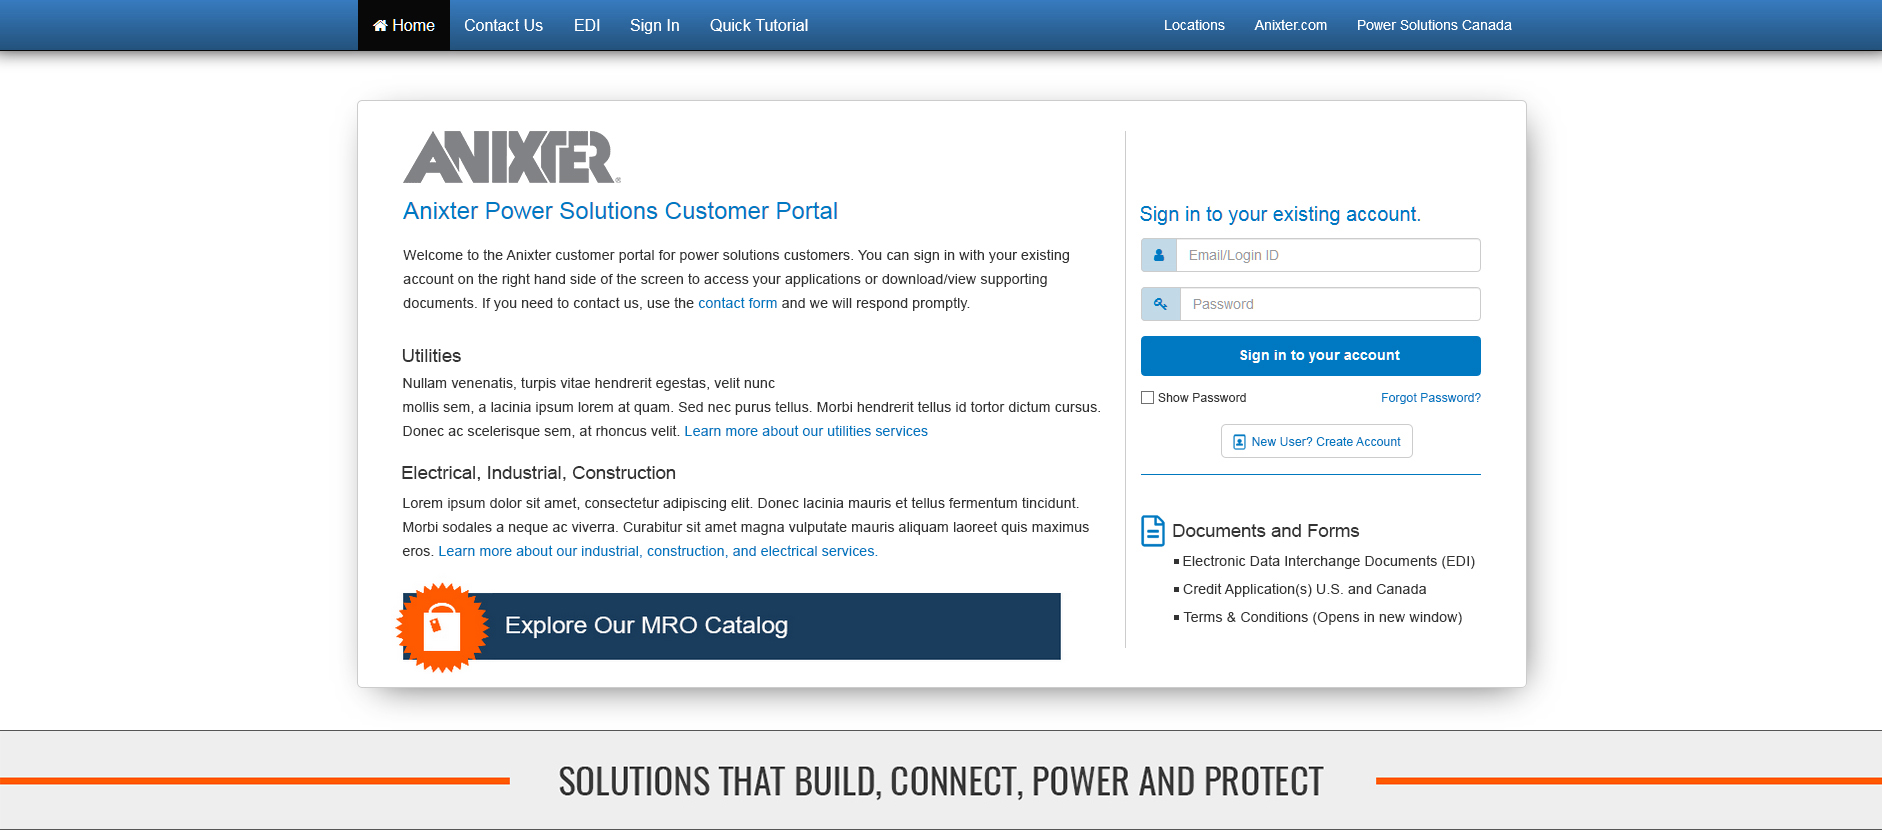 Home
Contact Us
EDI
Sign In
Quick Tutorial
Locations
Anixter.com
Power Solutions Canada
ANIXTER®
Anixter Power Solutions Customer Portal
Welcome to the Anixter customer portal for power solutions customers. You can sign in with your existing
account on the right hand side of the screen to access your applications or download/view supporting
documents. If you need to contact us, use the contact form and we will respond promptly.
Utilities
Nullam venenatis, turpis vitae hendrerit egestas, velit nunc
mollis sem, a lacinia ipsum lorem at quam. Sed nec purus tellus. Morbi hendrerit tellus id tortor dictum cursus.
Donec ac scelerisque sem, at rhoncus velit. Learn more about our utilities services
Electrical, Industrial, Construction
Lorem ipsum dolor sit amet, consectetur adipiscing elit. Donec lacinia mauris et tellus fermentum tincidunt.
Morbi sodales a neque ac viverra. Curabitur sit amet magna vulputate mauris aliquam laoreet quis maximus
eros. Learn more about our industrial, construction, and electrical services.
Explore Our MRO Catalog
Sign in to your existing account.
Email/Login ID
Password
Sign in to your account
Show Password
Forgot Password?
New User? Create Account
Documents and Forms
Electronic Data Interchange Documents (EDI)
Credit Application(s) U.S. and Canada
Terms & Conditions (Opens in new window)
SOLUTIONS THAT BUILD, CONNECT, POWER AND PROTECT